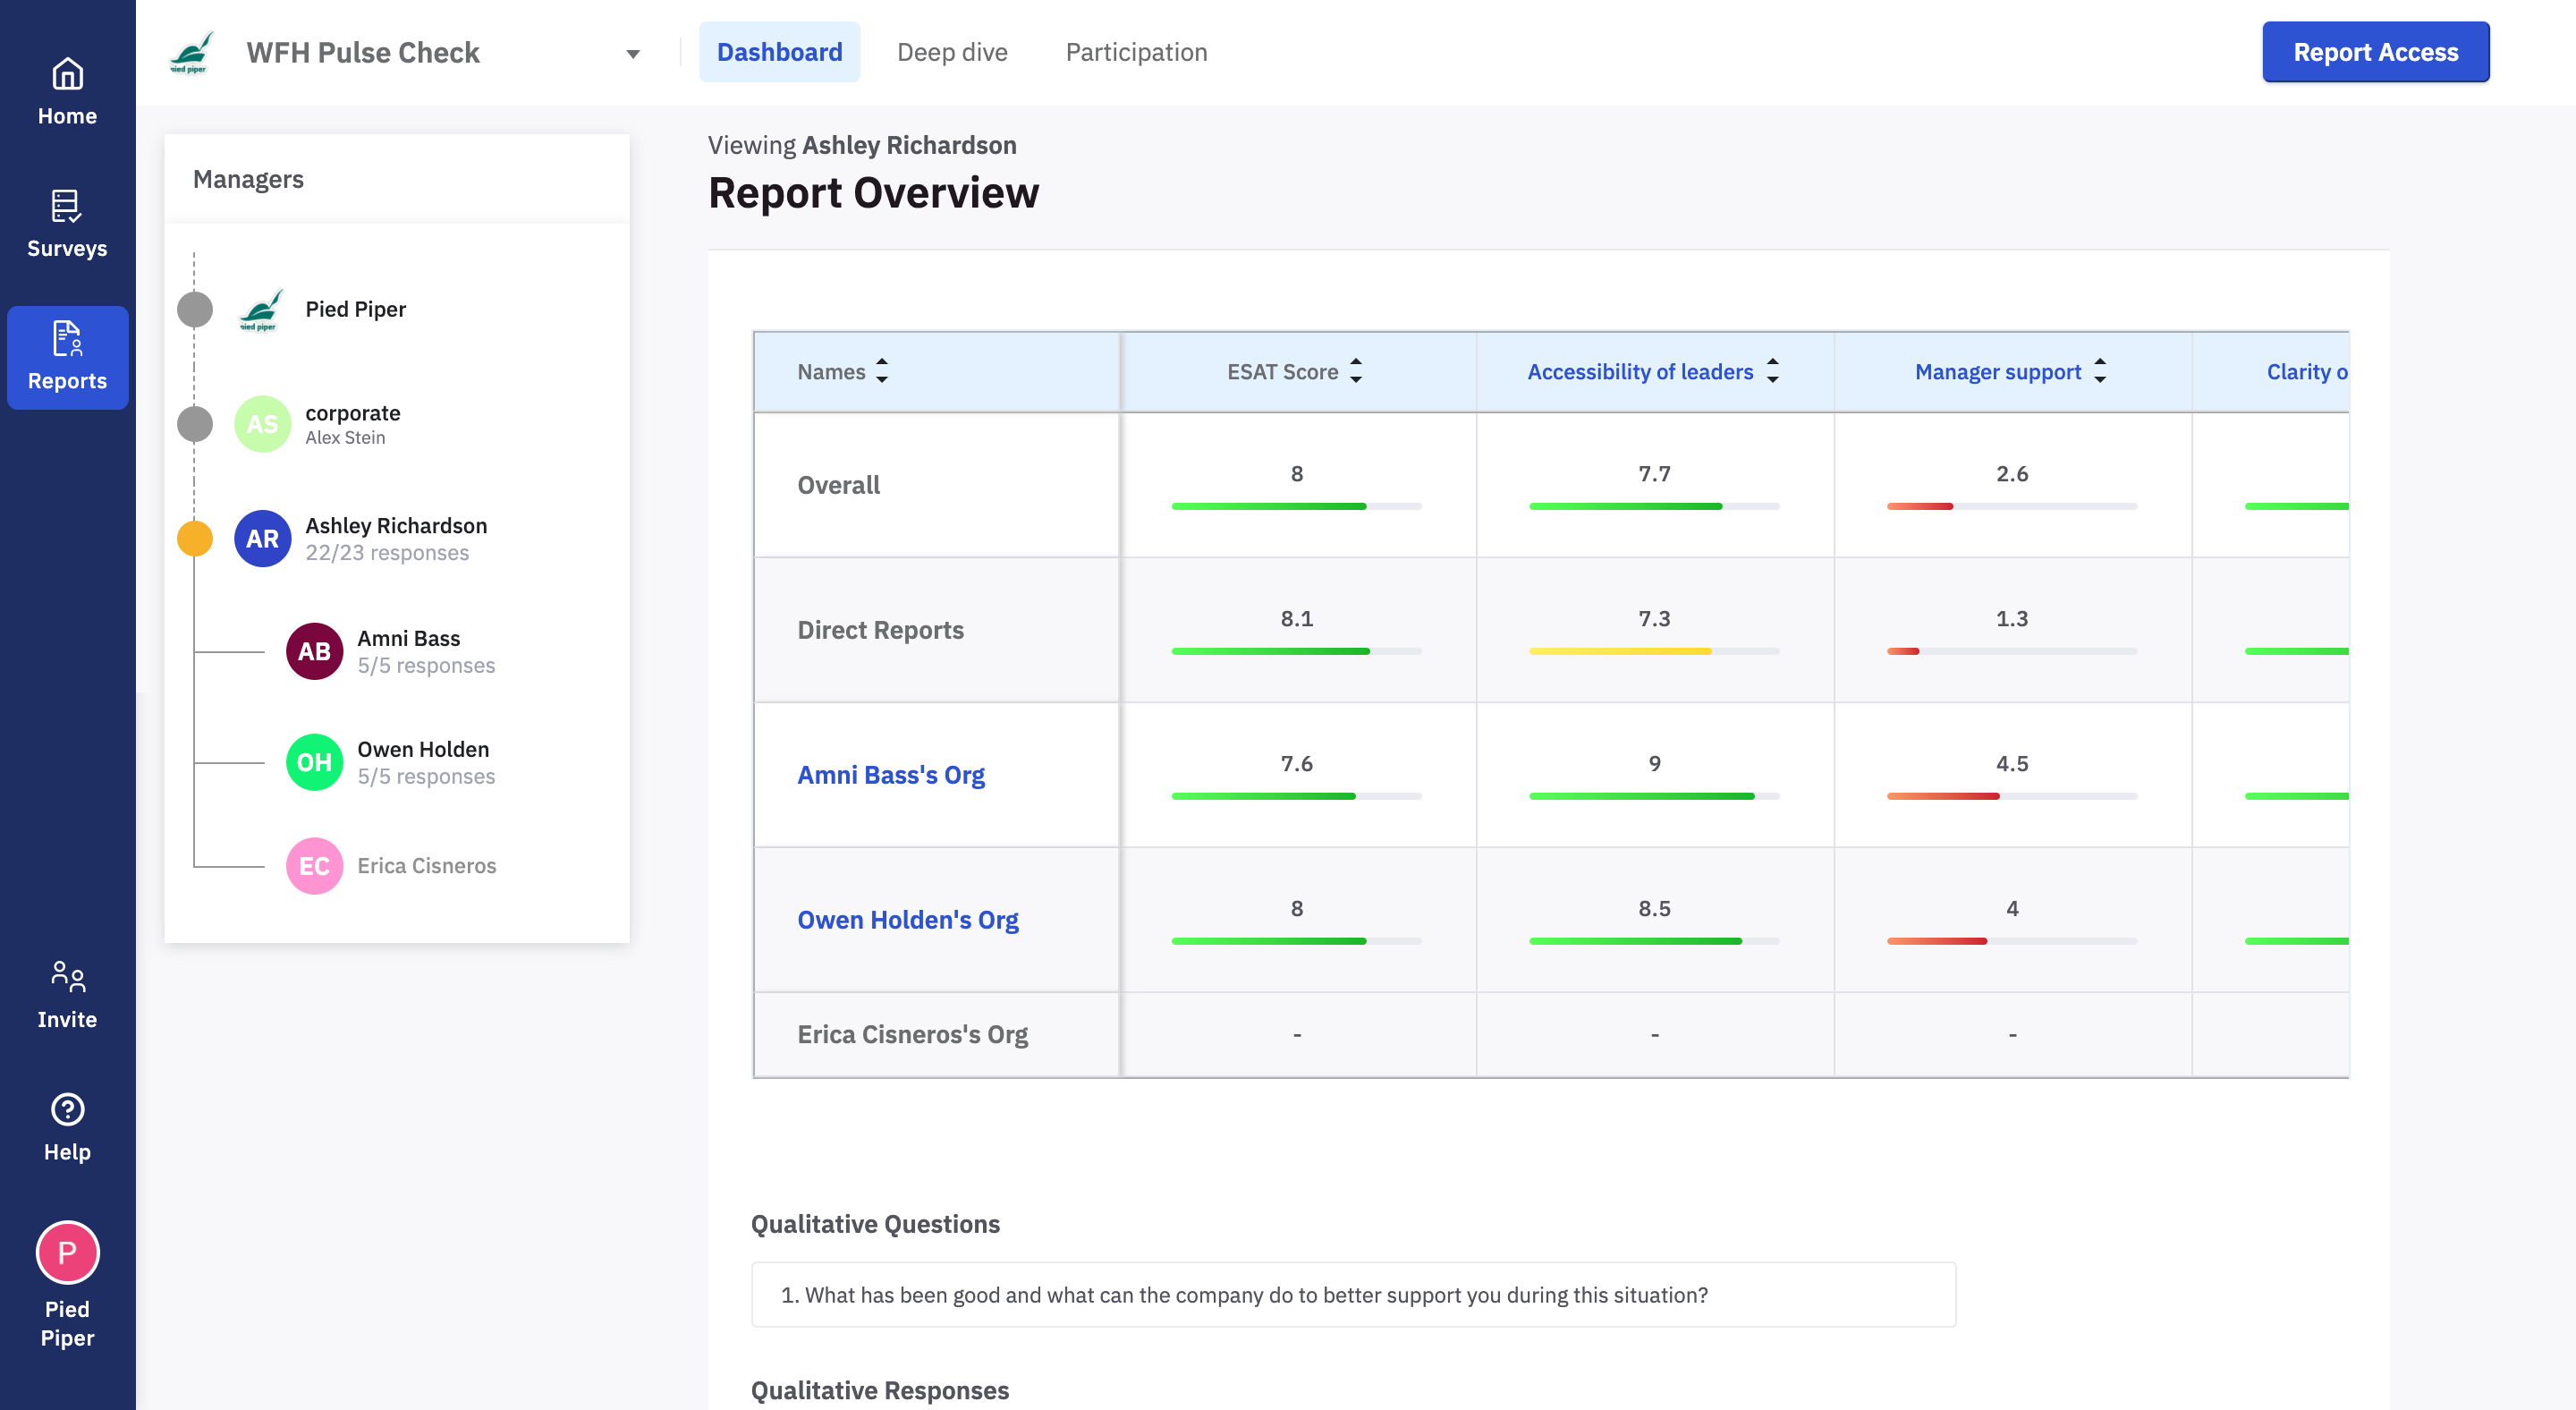 Home
Surveys
Reports
Invite
Help
P
Pied
Piper
pied piper
WFH Pulse Check
Dashboard
Deep dive
Participation
Report Access
Managers
pied piper
Pied Piper
AS
corporate
Alex Stein
AR
Ashley Richardson
22/23 responses
AB
Amni Bass
5/5 responses
OH
Owen Holden
5/5 responses
EC
Erica Cisneros
Viewing Ashley Richardson
Report Overview
Names ESAT Score Accessibility of leaders Manager support Clarity o
Overall 8 7.7 2.6
Direct Reports 8.1 7.3 1.3
Amni Bass's Org 7.6 9 4.5
Owen Holden's Org 8 8.5 4
Erica Cisneros's Org - - -
Qualitative Questions
1. What has been good and what can the company do to better support you during this situation?
Qualitative Responses